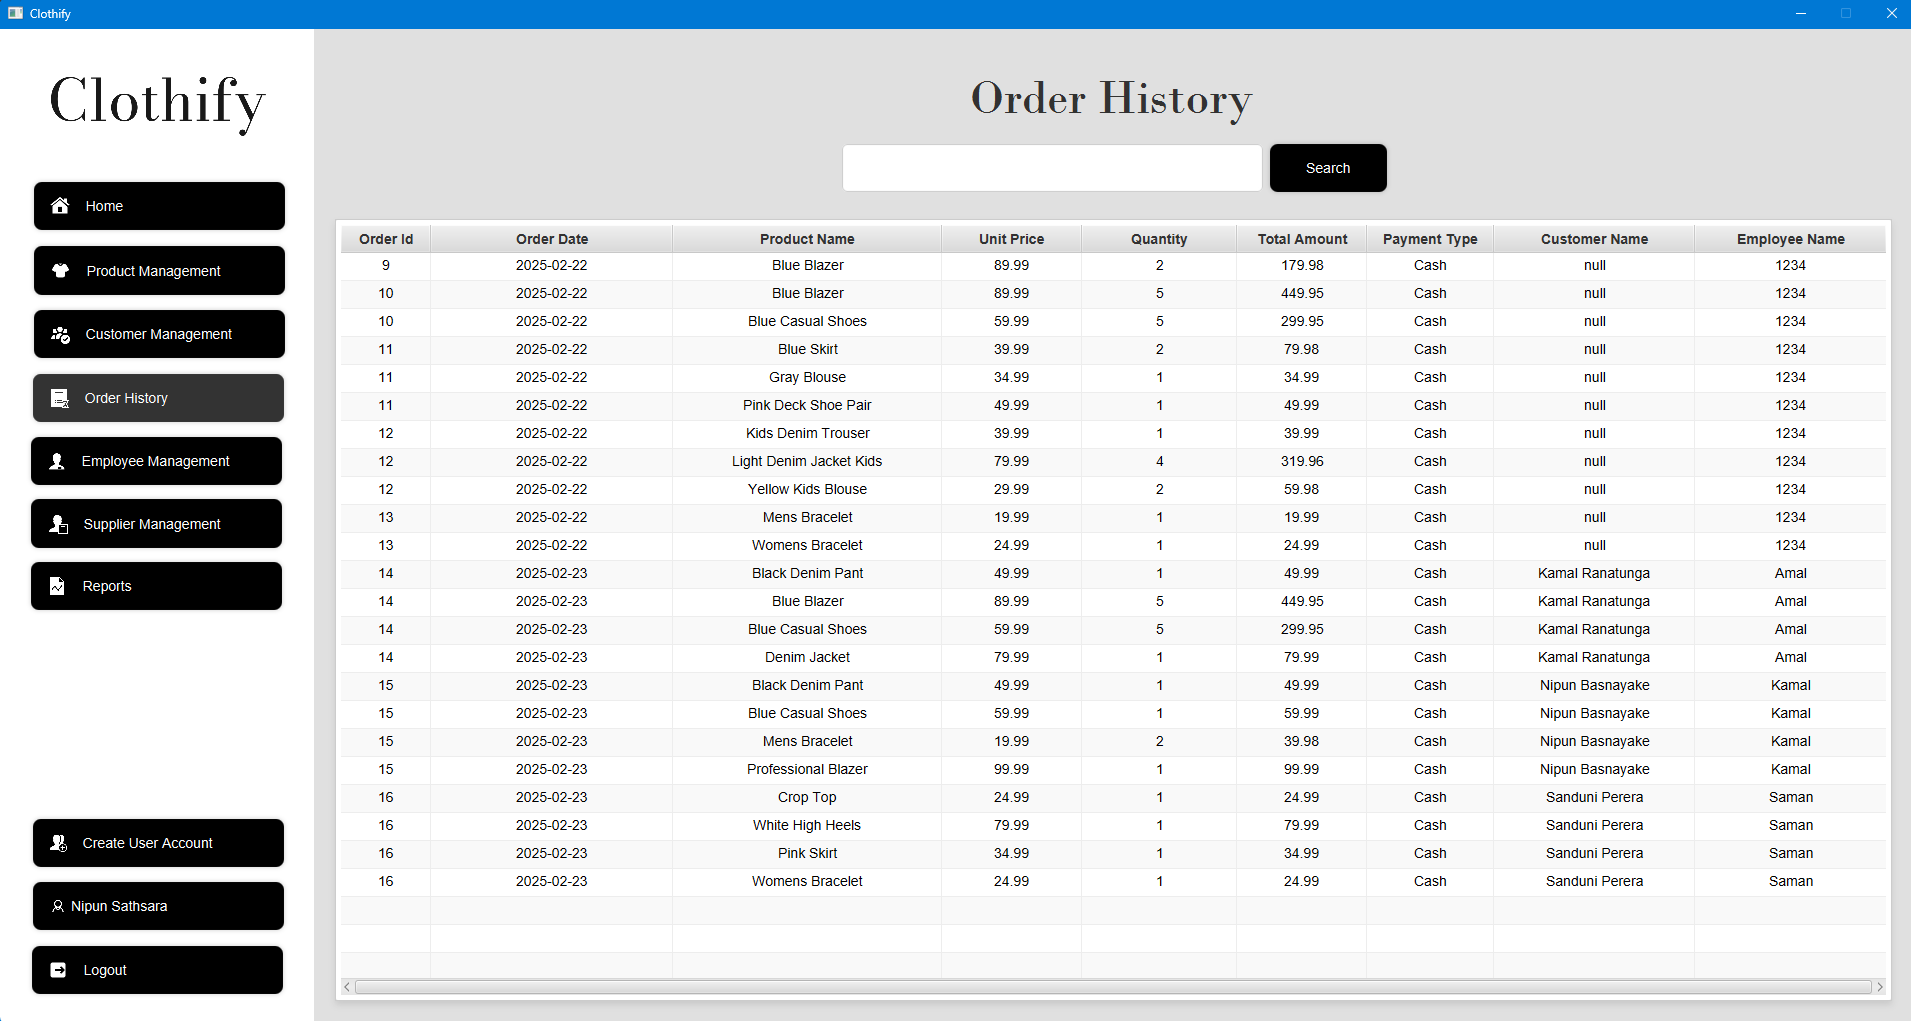 Clothify
Clothify
Home
Product Management
Customer Management
Order History
Employee Management
Supplier Management
Reports
Create User Account
Nipun Sathsara
Logout
Order History
Search
Order Id Order Date Product Name Unit Price Quantity Total Amount Payment Type Customer Name Employee Name
9 2025-02-22 Blue Blazer 89.99 2 179.98 Cash null 1234
10 2025-02-22 Blue Blazer 89.99 5 449.95 Cash null 1234
10 2025-02-22 Blue Casual Shoes 59.99 5 299.95 Cash null 1234
11 2025-02-22 Blue Skirt 39.99 2 79.98 Cash null 1234
11 2025-02-22 Gray Blouse 34.99 1 34.99 Cash null 1234
11 2025-02-22 Pink Deck Shoe Pair 49.99 1 49.99 Cash null 1234
12 2025-02-22 Kids Denim Trouser 39.99 1 39.99 Cash null 1234
12 2025-02-22 Light Denim Jacket Kids 79.99 4 319.96 Cash null 1234
12 2025-02-22 Yellow Kids Blouse 29.99 2 59.98 Cash null 1234
13 2025-02-22 Mens Bracelet 19.99 1 19.99 Cash null 1234
13 2025-02-22 Womens Bracelet 24.99 1 24.99 Cash null 1234
14 2025-02-23 Black Denim Pant 49.99 1 49.99 Cash Kamal Ranatunga Amal
14 2025-02-23 Blue Blazer 89.99 5 449.95 Cash Kamal Ranatunga Amal
14 2025-02-23 Blue Casual Shoes 59.99 5 299.95 Cash Kamal Ranatunga Amal
14 2025-02-23 Denim Jacket 79.99 1 79.99 Cash Kamal Ranatunga Amal
15 2025-02-23 Black Denim Pant 49.99 1 49.99 Cash Nipun Basnayake Kamal
15 2025-02-23 Blue Casual Shoes 59.99 1 59.99 Cash Nipun Basnayake Kamal
15 2025-02-23 Mens Bracelet 19.99 2 39.98 Cash Nipun Basnayake Kamal
15 2025-02-23 Professional Blazer 99.99 1 99.99 Cash Nipun Basnayake Kamal
16 2025-02-23 Crop Top 24.99 1 24.99 Cash Sanduni Perera Saman
16 2025-02-23 White High Heels 79.99 1 79.99 Cash Sanduni Perera Saman
16 2025-02-23 Pink Skirt 34.99 1 34.99 Cash Sanduni Perera Saman
16 2025-02-23 Womens Bracelet 24.99 1 24.99 Cash Sanduni Perera Saman